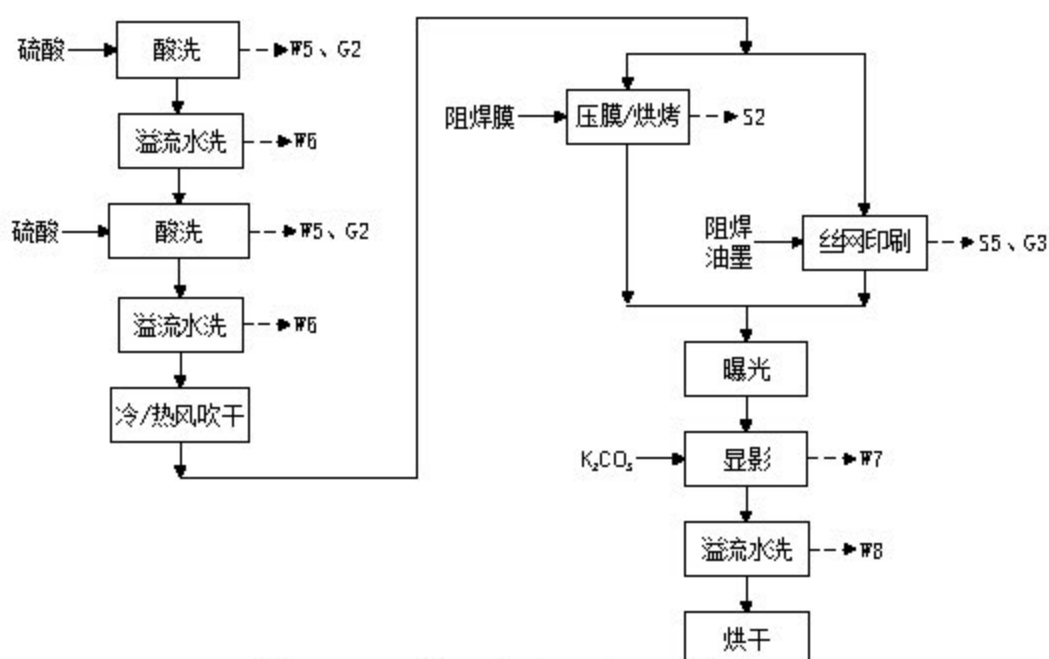 硫酸
酸洗
W5、G2
溢流水洗
W6
硫酸
酸洗
W5、G2
溢流水洗
W6
冷/热风吹干
阻焊膜
压膜/烘烤
S2
阻焊
油墨
丝网印刷
S5、G3
曝光
K₂CO₃
显影
W7
溢流水洗
W8
烘干